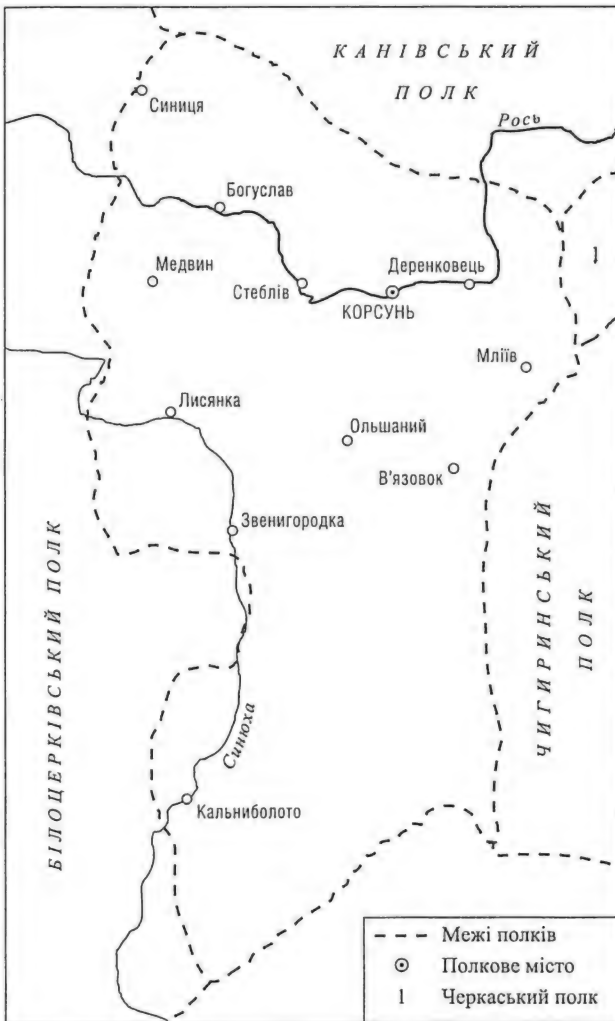 КАНІВСЬКИЙ
ПОЛК
Синиця
Рось
Богуслав
Медвин
Стеблів
Деренковець
КОРСУНЬ
1
Мліїв
Лисянка
Ольшаний
В'язовок
Звенигородка
БІЛОЦЕРКІВСЬКИЙ ПОЛК
ЧИГИРИНСЬКИЙ
ПОЛК
Синюха
Кальниболото
Межі полків
Полкове місто
1 Черкаський полк